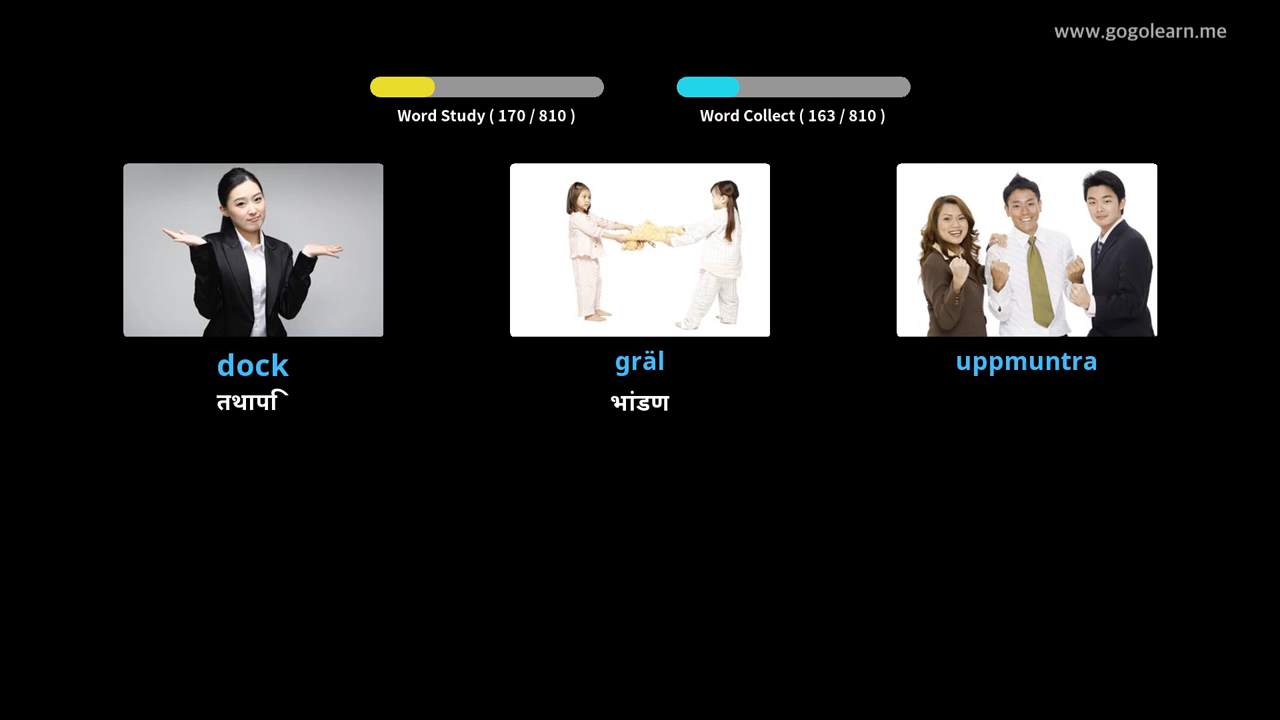 www.gogolearn.me
Word Study ( 170 / 810 )
Word Collect ( 163 / 810 )
dock
gräl
uppmuntra
तथापि
भांडण